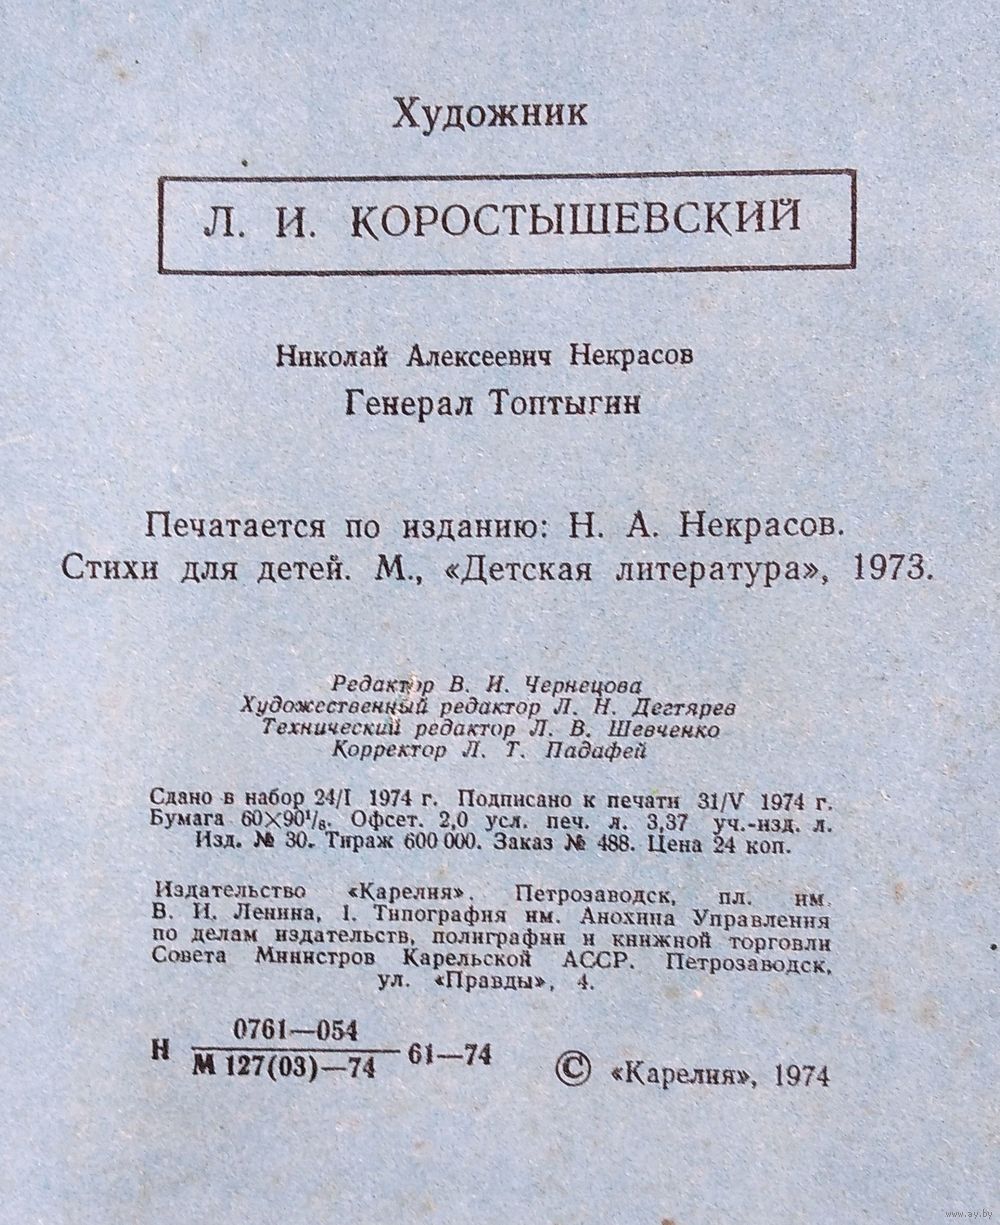 Художник
Л. И. КОРОСТЫШЕВСКИЙ
Николай Алексеевич Некрасов
Генерал Топтыгин
Печатается по изданию: Н. А. Некрасов.
Стихи для детей. М., «Детская литература», 1973.
Редактор В. И. Чернецова
Художественный редактор Л. Н. Дегтярев
Технический редактор Л. В. Шевченко
Корректор Л. Т. Падафей
Сдано в набор 24/I 1974 г. Подписано к печати 31/V 1974 г.
Бумага 60×90¹/₈. Офсет. 2,0 усл. печ. л. 3,37 уч.-изд. л.
Изд. № 30. Тираж 600 000. Заказ № 488. Цена 24 коп.
Издательство «Карелия». Петрозаводск, пл. им.
В. И. Ленина, 1. Типография им. Анохина Управления
по делам издательств, полиграфии и книжной торговли
Совета Министров Карельской АССР. Петрозаводск,
ул. «Правды», 4.
0761—054
Н М 127(03)—74 61—74
© «Карелия», 1974
www.ay.by